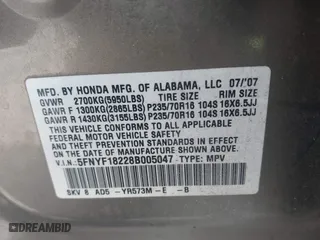 MFD. BY HONDA MFG. OF ALABAMA, LLC 07/'07
GVWR 2700KG(5950LBS) TIRE SIZE RIM SIZE
GAWR F 1300KG(2865LBS) P235/70R16 104S 16X6.5JJ
GAWR R 1430KG(3155LBS) P235/70R16 104S 16X6.5JJ
THIS VEHICLE CONFORMS TO ALL APPLICABLE
FEDERAL MOTOR VEHICLE SAFETY AND THEFT
PREVENTION STANDARDS IN EFFECT ON THE
DATE OF MANUFACTURE SHOWN ABOVE.
V.I.N.: 5FNYF18228B005047 TYPE: MPV
SKV 8 AD5 -YR573M- E -B